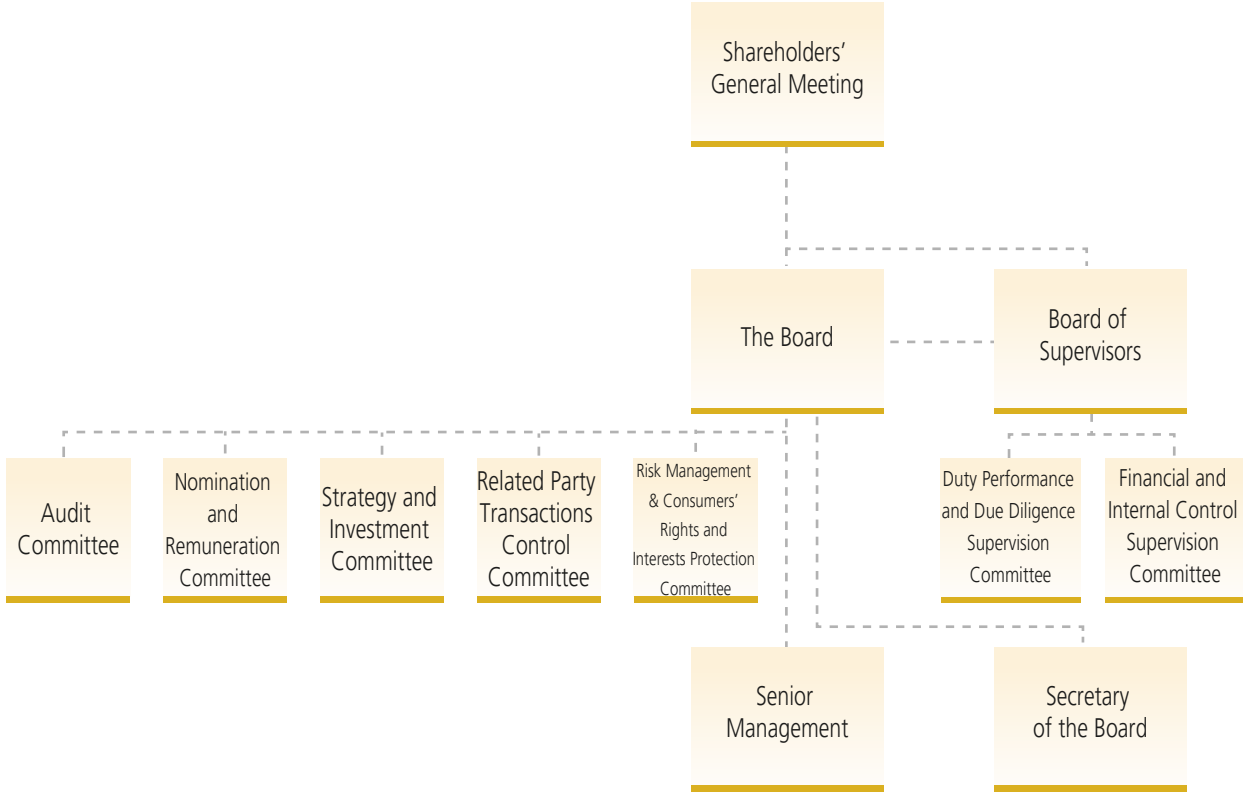 Shareholders’
General Meeting
The Board
Board of
Supervisors
Audit
Committee
Nomination
and
Remuneration
Committee
Strategy and
Investment
Committee
Related Party
Transactions
Control
Committee
Risk Management
& Consumers’
Rights and
Interests Protection
Committee
Duty Performance
and Due Diligence
Supervision
Committee
Financial and
Internal Control
Supervision
Committee
Senior
Management
Secretary
of the Board